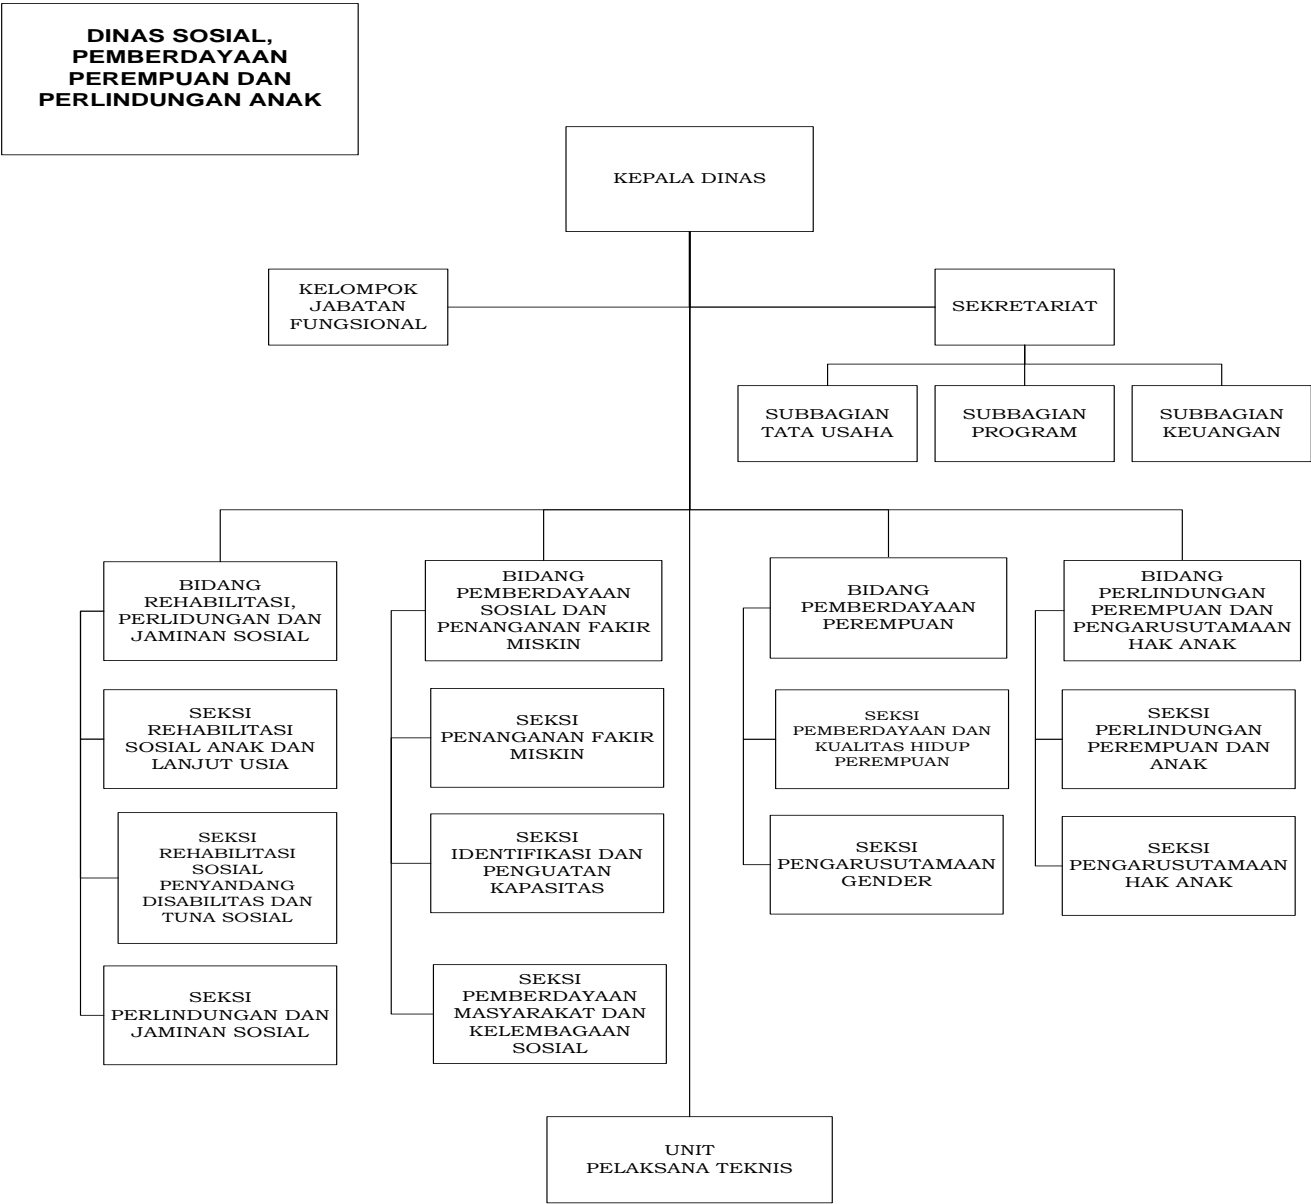 DINAS SOSIAL,
PEMBERDAYAAN
PEREMPUAN DAN
PERLINDUNGAN ANAK
KEPALA DINAS
KELOMPOK
JABATAN
FUNGSIONAL
SEKRETARIAT
SUBBAGIAN
TATA USAHA
SUBBAGIAN
PROGRAM
SUBBAGIAN
KEUANGAN
BIDANG
REHABILITASI,
PERLIDUNGAN DAN
JAMINAN SOSIAL
BIDANG
PEMBERDAYAAN
SOSIAL DAN
PENANGANAN FAKIR
MISKIN
BIDANG
PEMBERDAYAAN
PEREMPUAN
BIDANG
PERLINDUNGAN
PEREMPUAN DAN
PENGARUSUTAMAAN
HAK ANAK
SEKSI
REHABILITASI
SOSIAL ANAK DAN
LANJUT USIA
SEKSI
PENANGANAN FAKIR
MISKIN
SEKSI
PEMBERDAYAAN DAN
KUALITAS HIDUP
PEREMPUAN
SEKSI
PERLINDUNGAN
PEREMPUAN DAN
ANAK
SEKSI
REHABILITASI
SOSIAL
PENYANDANG
DISABILITAS DAN
TUNA SOSIAL
SEKSI
IDENTIFIKASI DAN
PENGUATAN
KAPASITAS
SEKSI
PENGARUSUTAMAAN
GENDER
SEKSI
PENGARUSUTAMAAN
HAK ANAK
SEKSI
PERLINDUNGAN DAN
JAMINAN SOSIAL
SEKSI
PEMBERDAYAAN
MASYARAKAT DAN
KELEMBAGAAN
SOSIAL
UNIT
PELAKSANA TEKNIS